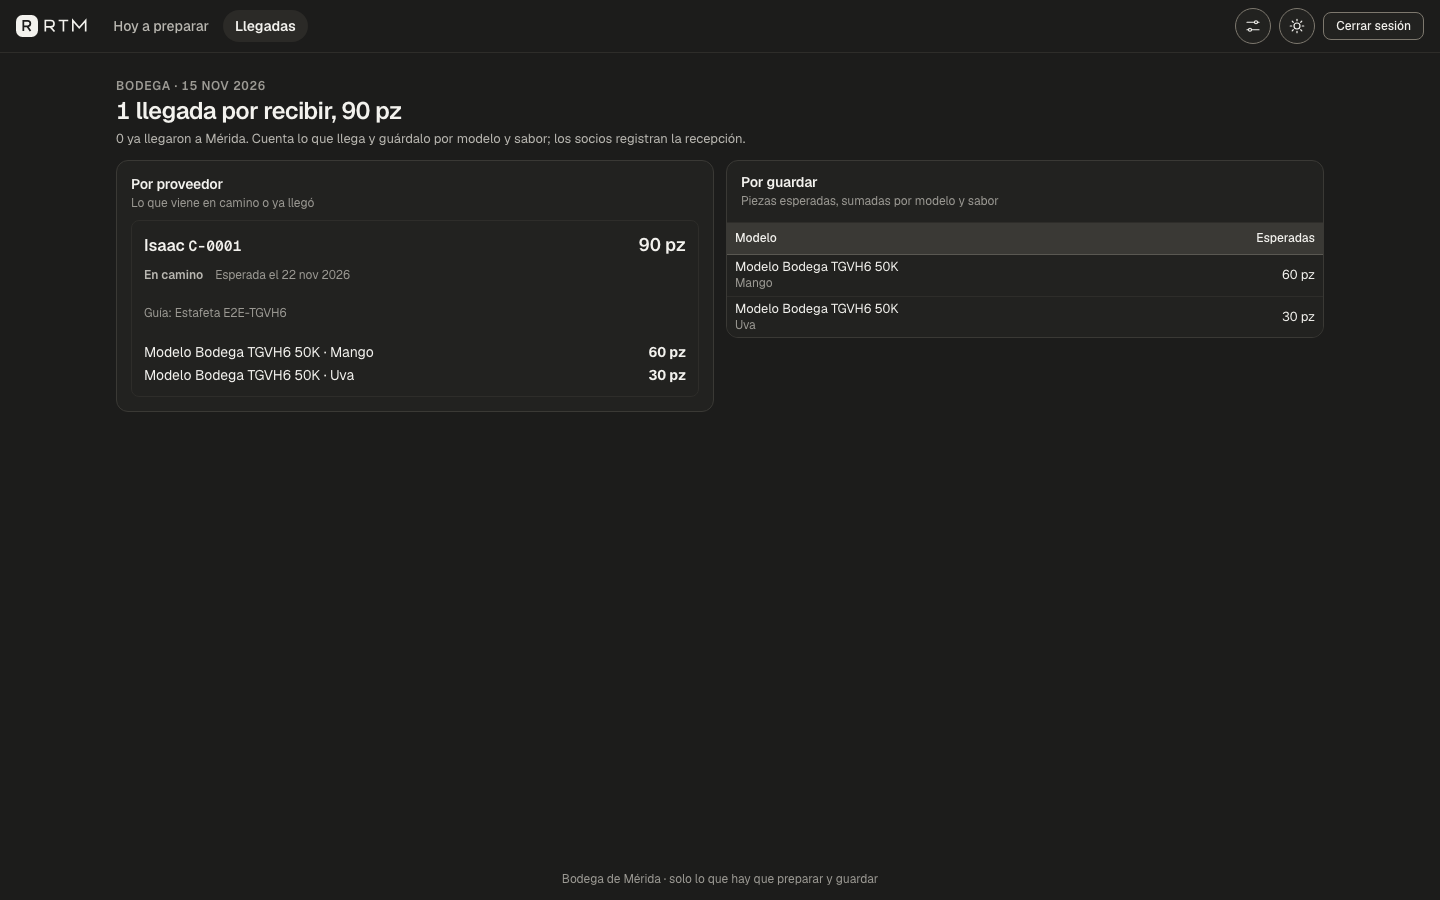 R RTM
Hoy a preparar
Llegadas
Cerrar sesión
BODEGA · 15 NOV 2026
1 llegada por recibir, 90 pz
0 ya llegaron a Mérida. Cuenta lo que llega y guárdalo por modelo y sabor; los socios registran la recepción.
Por proveedor
Lo que viene en camino o ya llegó
Isaac C-0001 90 pz
En camino Esperada el 22 nov 2026
Guía: Estafeta E2E-TGVH6
Modelo Bodega TGVH6 50K · Mango 60 pz
Modelo Bodega TGVH6 50K · Uva 30 pz
Por guardar
Piezas esperadas, sumadas por modelo y sabor
Modelo Esperadas
Modelo Bodega TGVH6 50K
Mango 60 pz
Modelo Bodega TGVH6 50K
Uva 30 pz
Bodega de Mérida · solo lo que hay que preparar y guardar